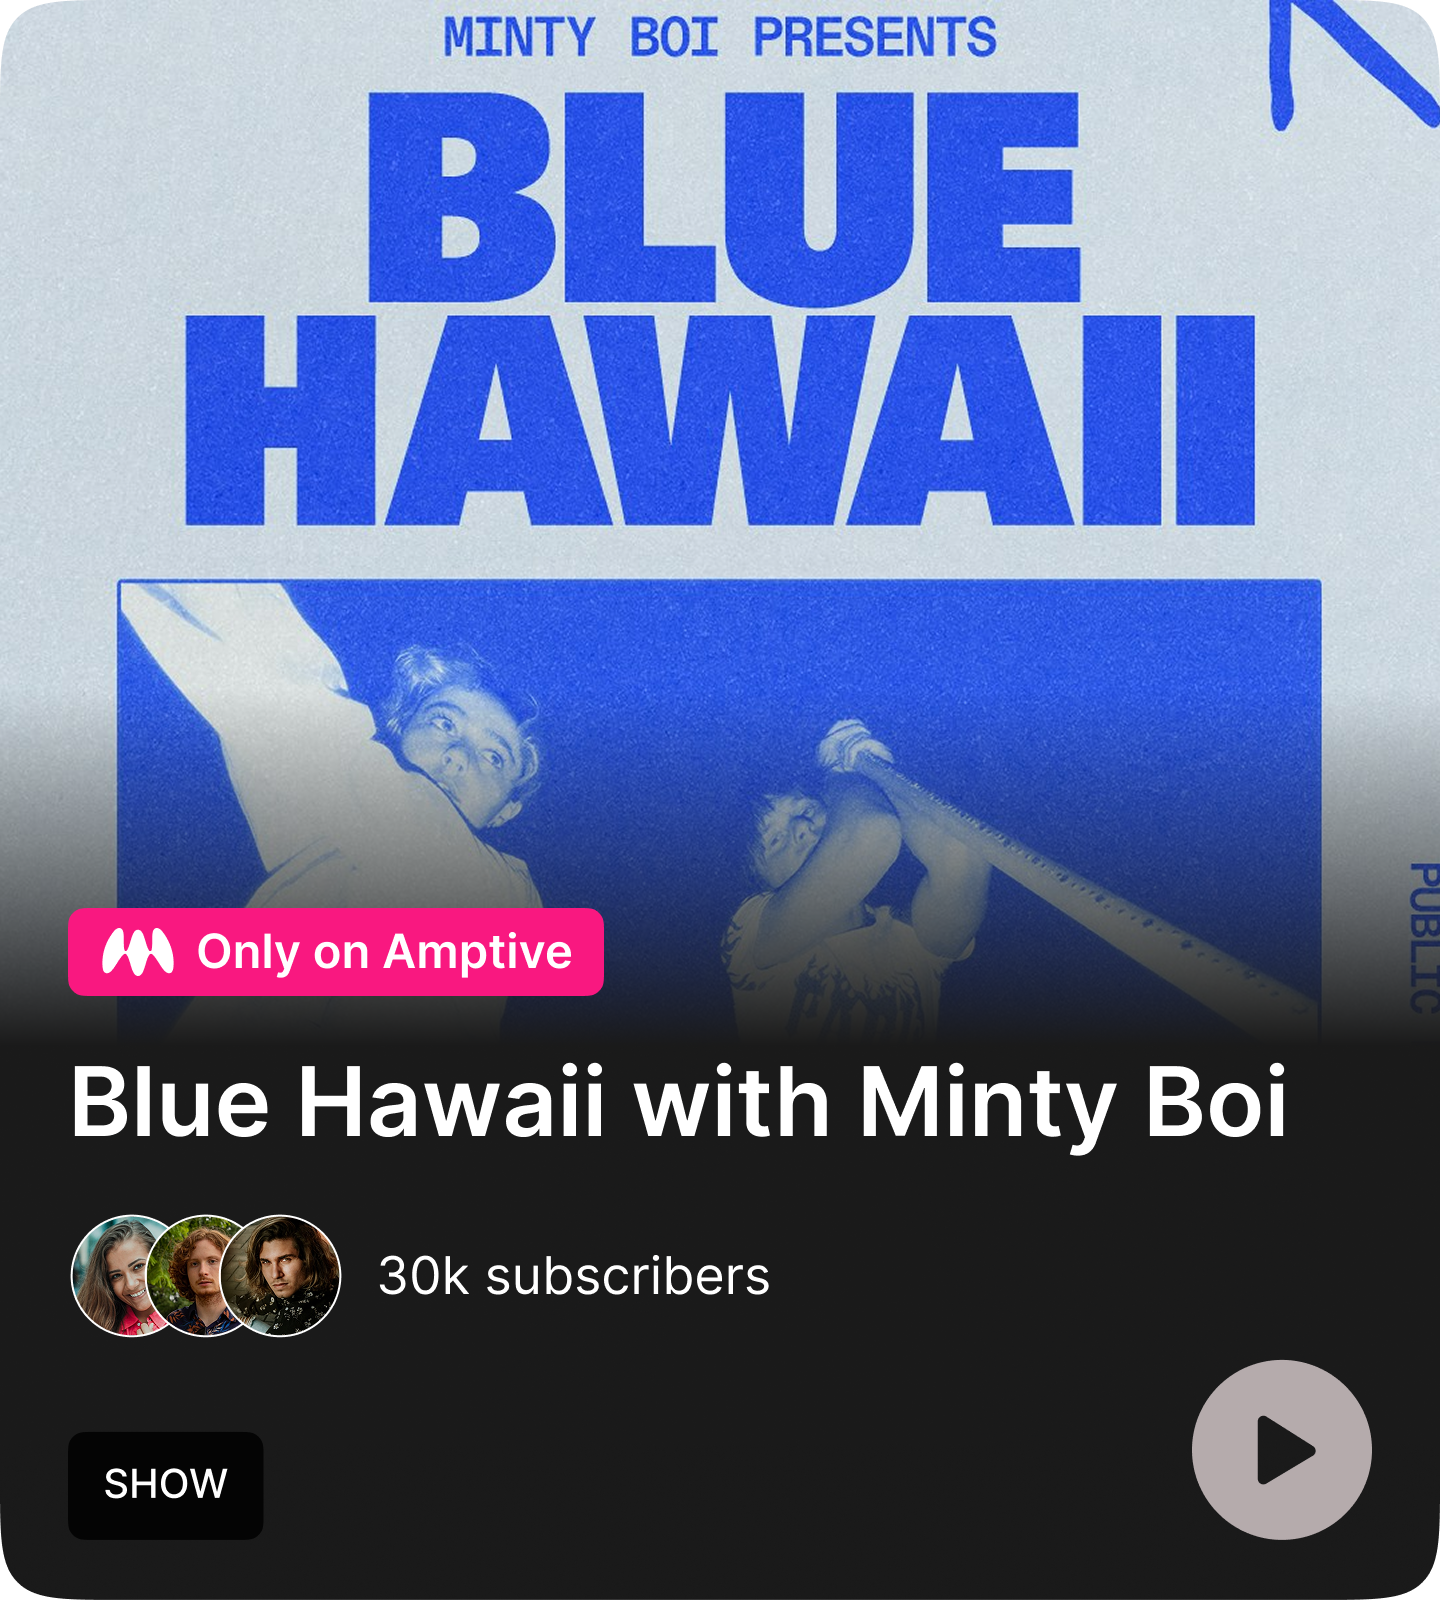 MINTY BOI PRESENTS
BLUE
HAWAII
PUBLIC
Only on Amptive
Blue Hawaii with Minty Boi
30k subscribers
SHOW